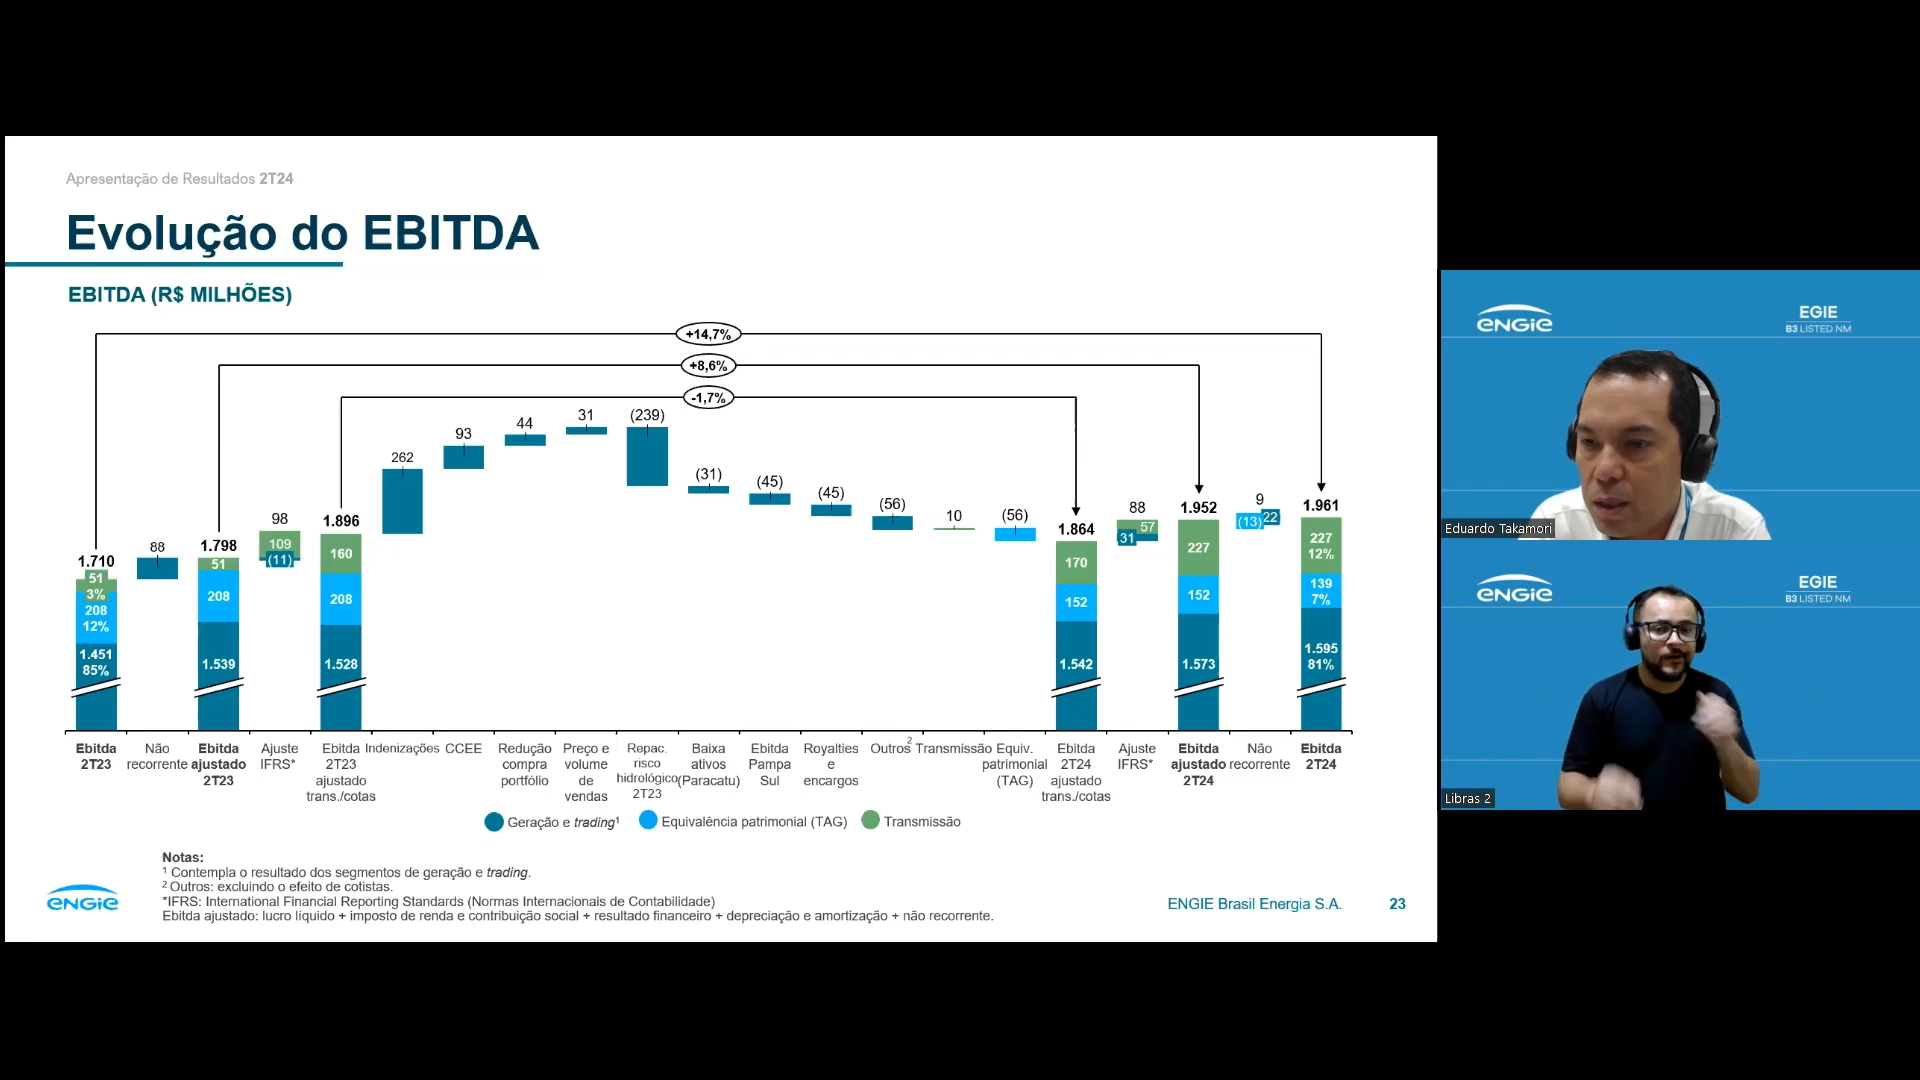 Apresentação de Resultados 2T24
Evolução do EBITDA
EBITDA (R$ MILHÕES)
+14,7%
+8,6%
-1,7%
1.710
51
3%
208
12%
1.451
85%
88
1.798
51
208
1.539
98
109
(11)
1.896
160
208
1.528
262
93
44
31
(239)
(31)
(45)
(45)
(56)
10
(56)
1.864
170
152
1.542
88
57
31
1.952
227
152
1.573
9
(13)
22
1.961
227
12%
139
7%
1.595
81%
Ebitda
2T23
Não
recorrente
Ebitda
ajustado
2T23
Ajuste
IFRS*
Ebitda
2T23
ajustado
trans./cotas
Indenizações
CCEE
Redução
compra
portfólio
Preço e
volume
de
vendas
Repac.
risco
hidrológico
2T23
Baixa
ativos
(Paracatu)
Ebitda
Pampa
Sul
Royalties
e
encargos
Outros²
Transmissão
Equiv.
patrimonial
(TAG)
Ebitda
2T24
ajustado
trans./cotas
Ajuste
IFRS*
Ebitda
ajustado
2T24
Não
recorrente
Ebitda
2T24
Geração e trading¹
Equivalência patrimonial (TAG)
Transmissão
Notas:
¹ Contempla o resultado dos segmentos de geração e trading.
² Outros: excluindo o efeito de cotistas.
*IFRS: International Financial Reporting Standards (Normas Internacionais de Contabilidade)
Ebitda ajustado: lucro líquido + imposto de renda e contribuição social + resultado financeiro + depreciação e amortização + não recorrente.
ENGIE
ENGIE Brasil Energia S.A.
23
ENGIE
EGIE
B3 LISTED NM
Eduardo Takamori
ENGIE
EGIE
B3 LISTED NM
Libras 2